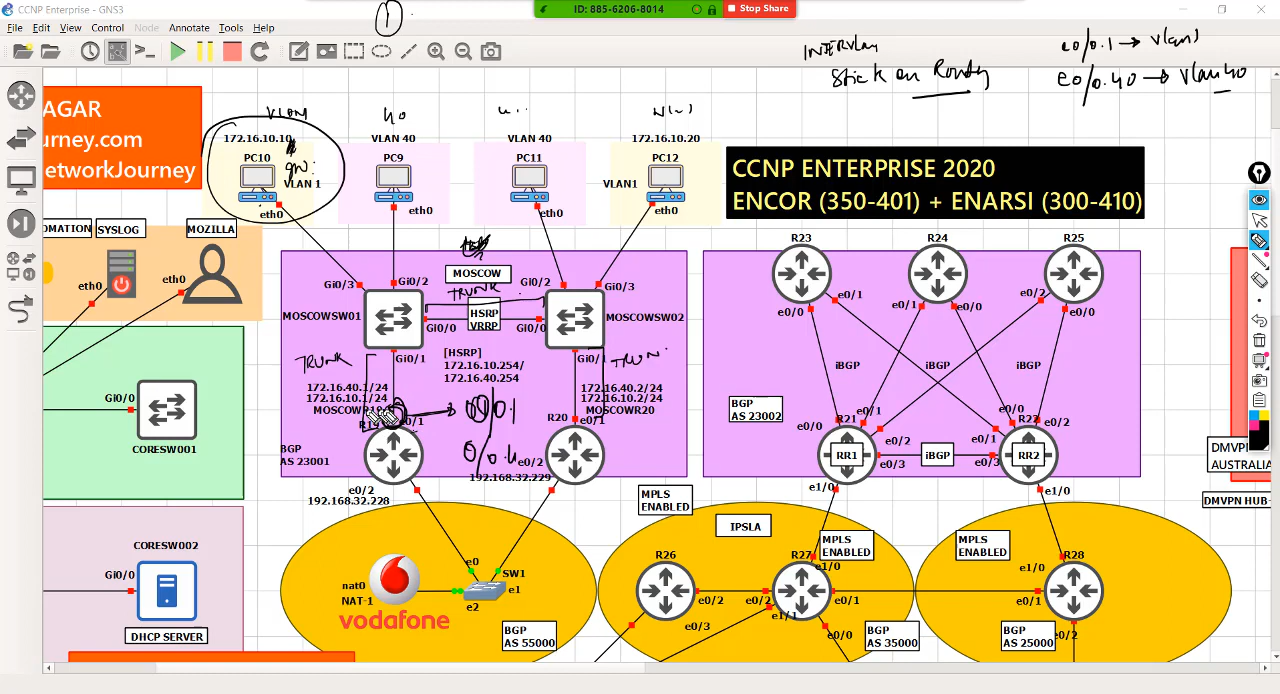 CCNP Enterprise - GNS3
ID: 885-6206-8014
Stop Share
File Edit View Control Node Annotate Tools Help
INTERVLAN
e0/0.1 → vlan1
Stick on
e0/0.40 → vlan 40
AGAR
ourney.com
etworkJourney
VLAN
40
172.16.10.10
VLAN 40
VLAN 40
172.16.10.20
PC10
PC9
PC11
PC12
gw:
VLAN 1
VLAN1
eth0
eth0
eth0
eth0
CCNP ENTERPRISE 2020
ENCOR (350-401) + ENARSI (300-410)
OMATION
SYSLOG
MOZILLA
eth0
eth0
MOSCOW
TRUNK
Gi0/3
Gi0/2
Gi0/2
Gi0/3
MOSCOWSW01
HSRP
VRRP
MOSCOWSW02
Gi0/0
Gi0/0
TRUNK
Gi0/1
[HSRP]
172.16.10.254/
172.16.40.254
Gi0/1
172.16.40.1/24
172.16.10.1/24
172.16.40.2/24
172.16.10.2/24
MOSCOWR20
e0/1
R20
e0/1
BGP
AS 23001
e0/2
192.168.32.229
e0/2
192.168.32.228
R23
R24
R25
e0/1
e0/0
e0/1
e0/0
e0/2
e0/0
iBGP
iBGP
iBGP
BGP
AS 23002
e0/0
R21
e0/1
e0/2
RR1
e0/3
iBGP
e0/0
R22
e0/2
e0/1
RR2
e0/3
e1/0
e1/0
Gi0/0
CORESW001
CORESW002
Gi0/0
DHCP SERVER
DMVP
AUSTRALIA
DMVPN HUB-
MPLS
ENABLED
IPSLA
MPLS
ENABLED
MPLS
ENABLED
e0
SW1
e1
e2
nat0
NAT-1
vodafone
BGP
AS 55000
R26
e0/2
e0/3
R27
e1/0
e0/2
e1/1
e0/1
e0/0
BGP
AS 35000
R28
e1/0
e0/1
e0/2
BGP
AS 25000